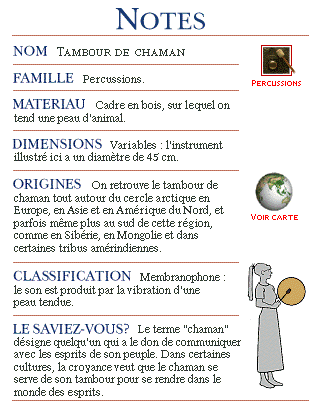 NOTES
NOM TAMBOUR DE CHAMAN
PERCUSSIONS
FAMILLE Percussions.
MATERIAU Cadre en bois, sur lequel on
tend une peau d'animal.
DIMENSIONS Variables : l'instrument
illustré ici a un diamètre de 45 cm.
ORIGINES On retrouve le tambour de
chaman tout autour du cercle arctique en
Europe, en Asie et en Amérique du Nord, et
parfois même plus au sud de cette région,
comme en Sibérie, en Mongolie et dans
certaines tribus amérindiennes.
VOIR CARTE
CLASSIFICATION Membranophone :
le son est produit par la vibration d'une
peau tendue.
LE SAVIEZ-VOUS? Le terme "chaman"
désigne quelqu'un qui a le don de communiquer
avec les esprits de son peuple. Dans certaines
cultures, la croyance veut que le chaman se
serve de son tambour pour se rendre dans le
monde des esprits.